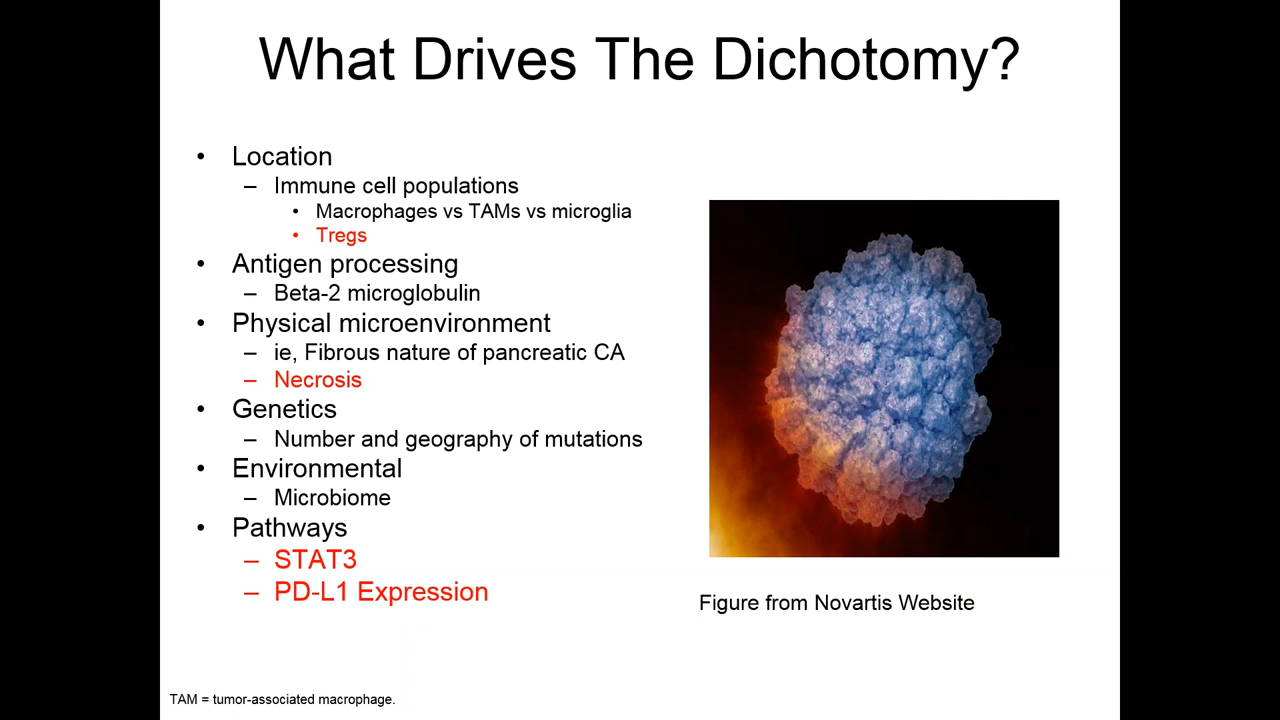 What Drives The Dichotomy?
• Location
– Immune cell populations
• Macrophages vs TAMs vs microglia
• Tregs
• Antigen processing
– Beta-2 microglobulin
• Physical microenvironment
– ie, Fibrous nature of pancreatic CA
– Necrosis
• Genetics
– Number and geography of mutations
• Environmental
– Microbiome
• Pathways
– STAT3
– PD-L1 Expression
Figure from Novartis Website
TAM = tumor-associated macrophage.